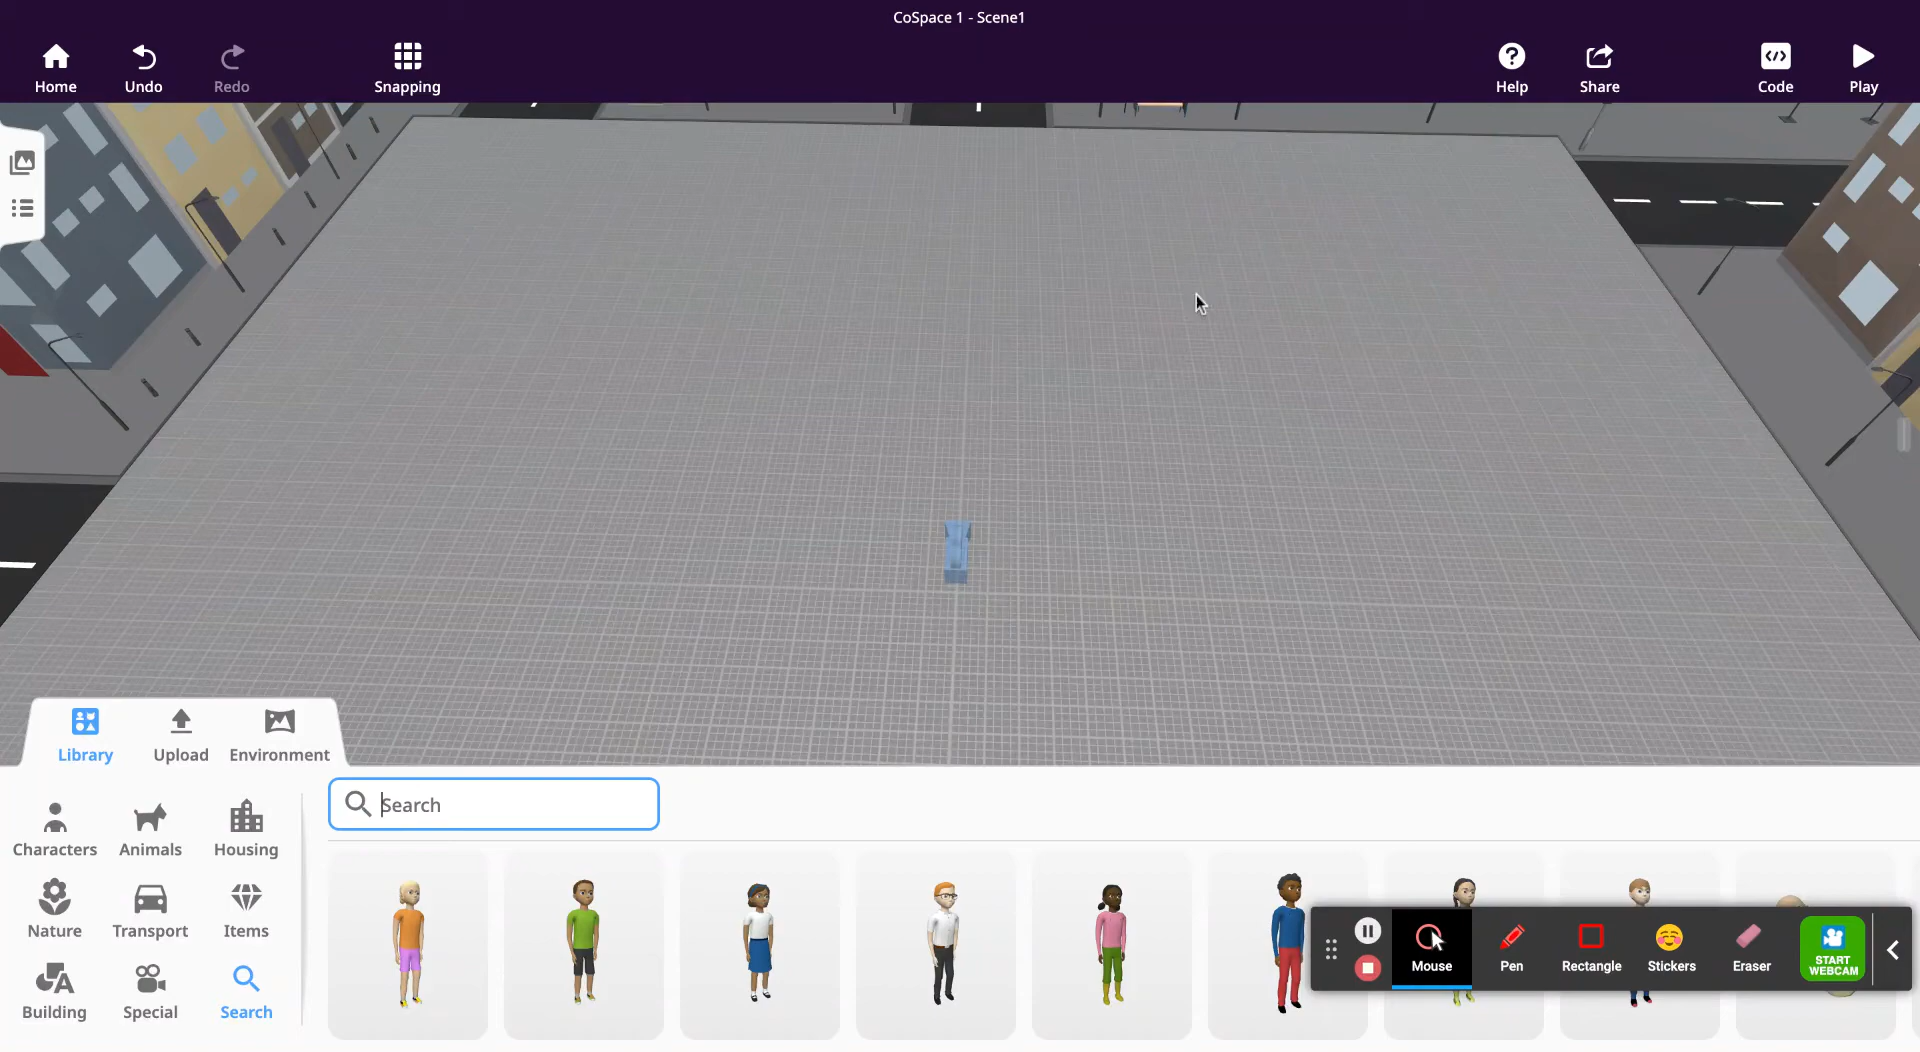 CoSpace 1 - Scene1
Home
Undo
Redo
Snapping
Help
Share
Code
Play
Library
Upload
Environment
Search
Characters
Animals
Housing
Nature
Transport
Items
Building
Special
Search
Mouse
Pen
Rectangle
Stickers
Eraser
START
WEBCAM